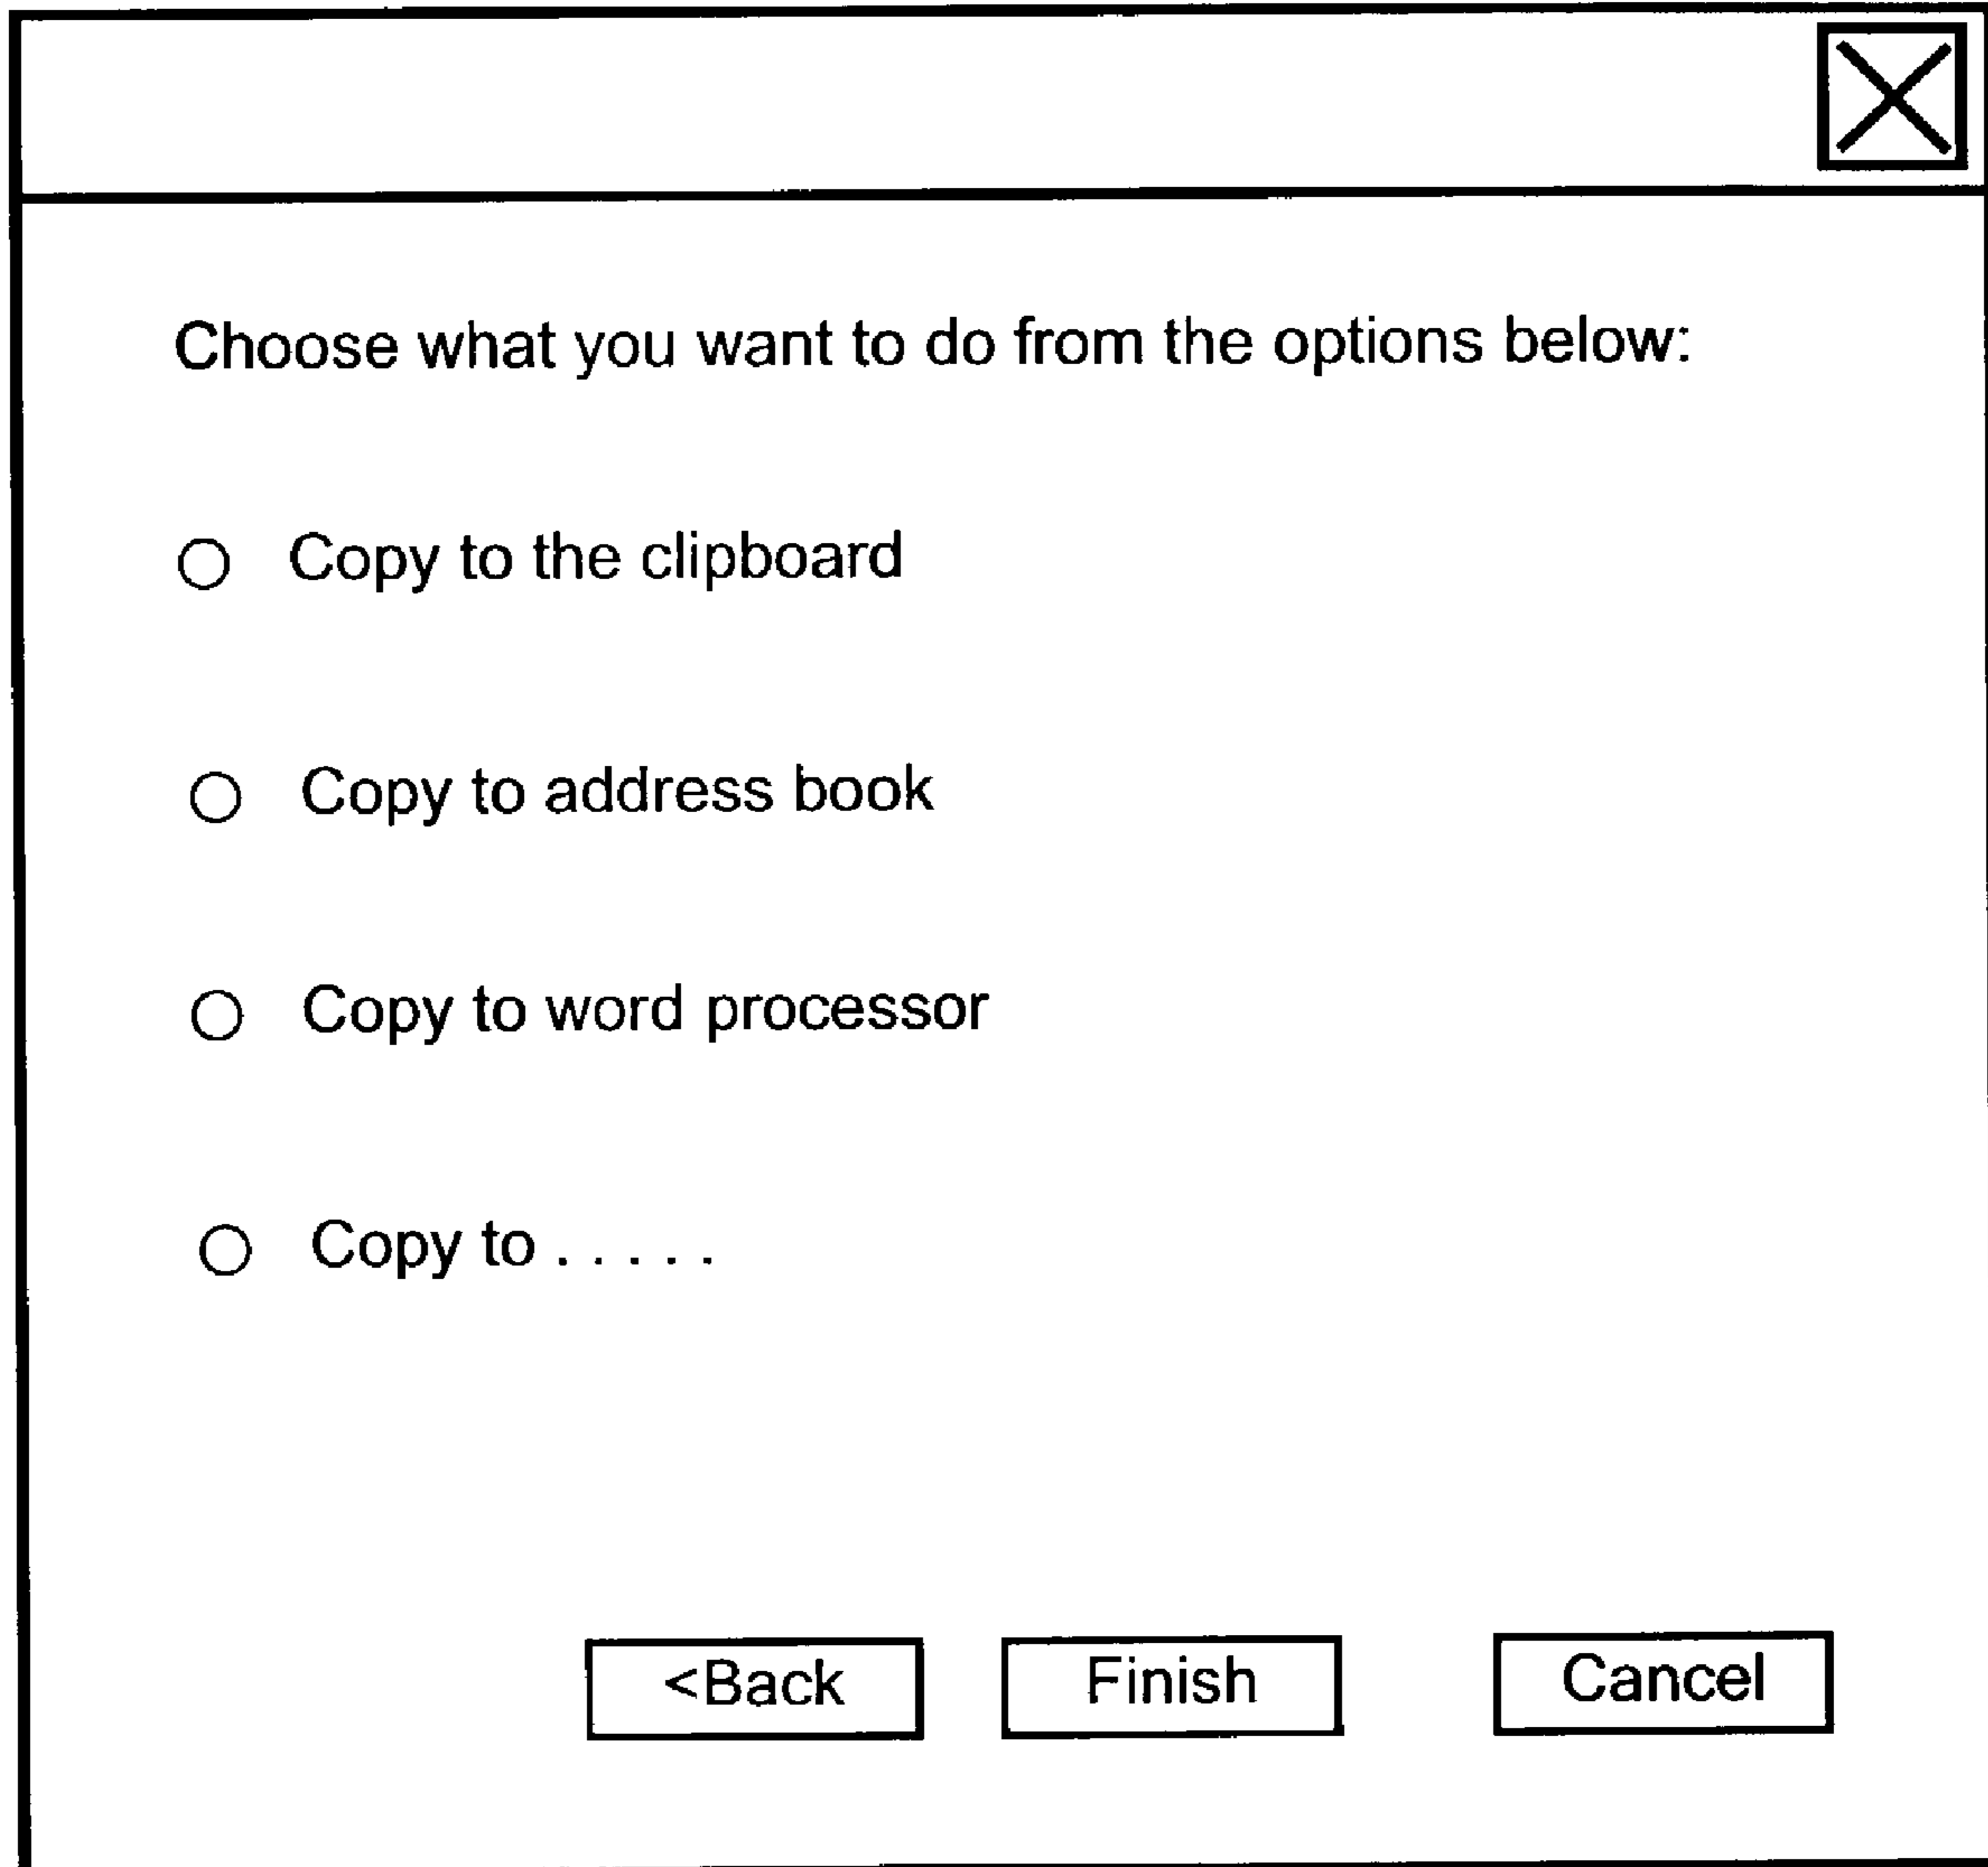 Choose what you want to do from the options below:
Copy to the clipboard
Copy to address book
Copy to word processor
Copy to . . . . .
<Back
Finish
Cancel